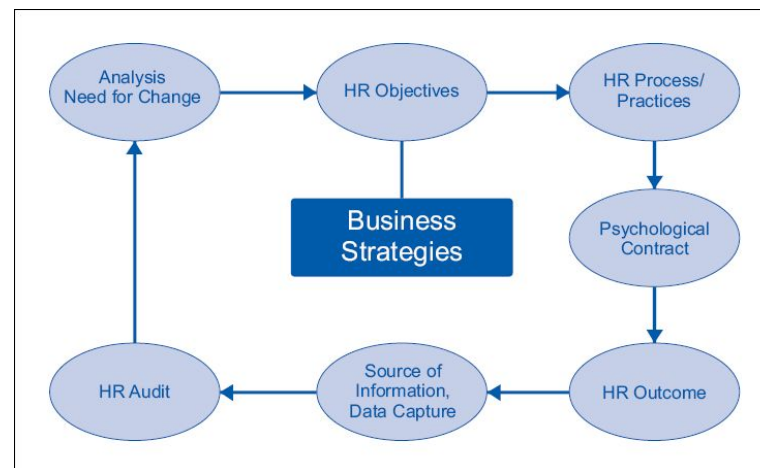 Analysis
Need for Change
HR Objectives
HR Process/
Practices
Business
Strategies
Psychological
Contract
HR Audit
Source of
Information,
Data Capture
HR Outcome